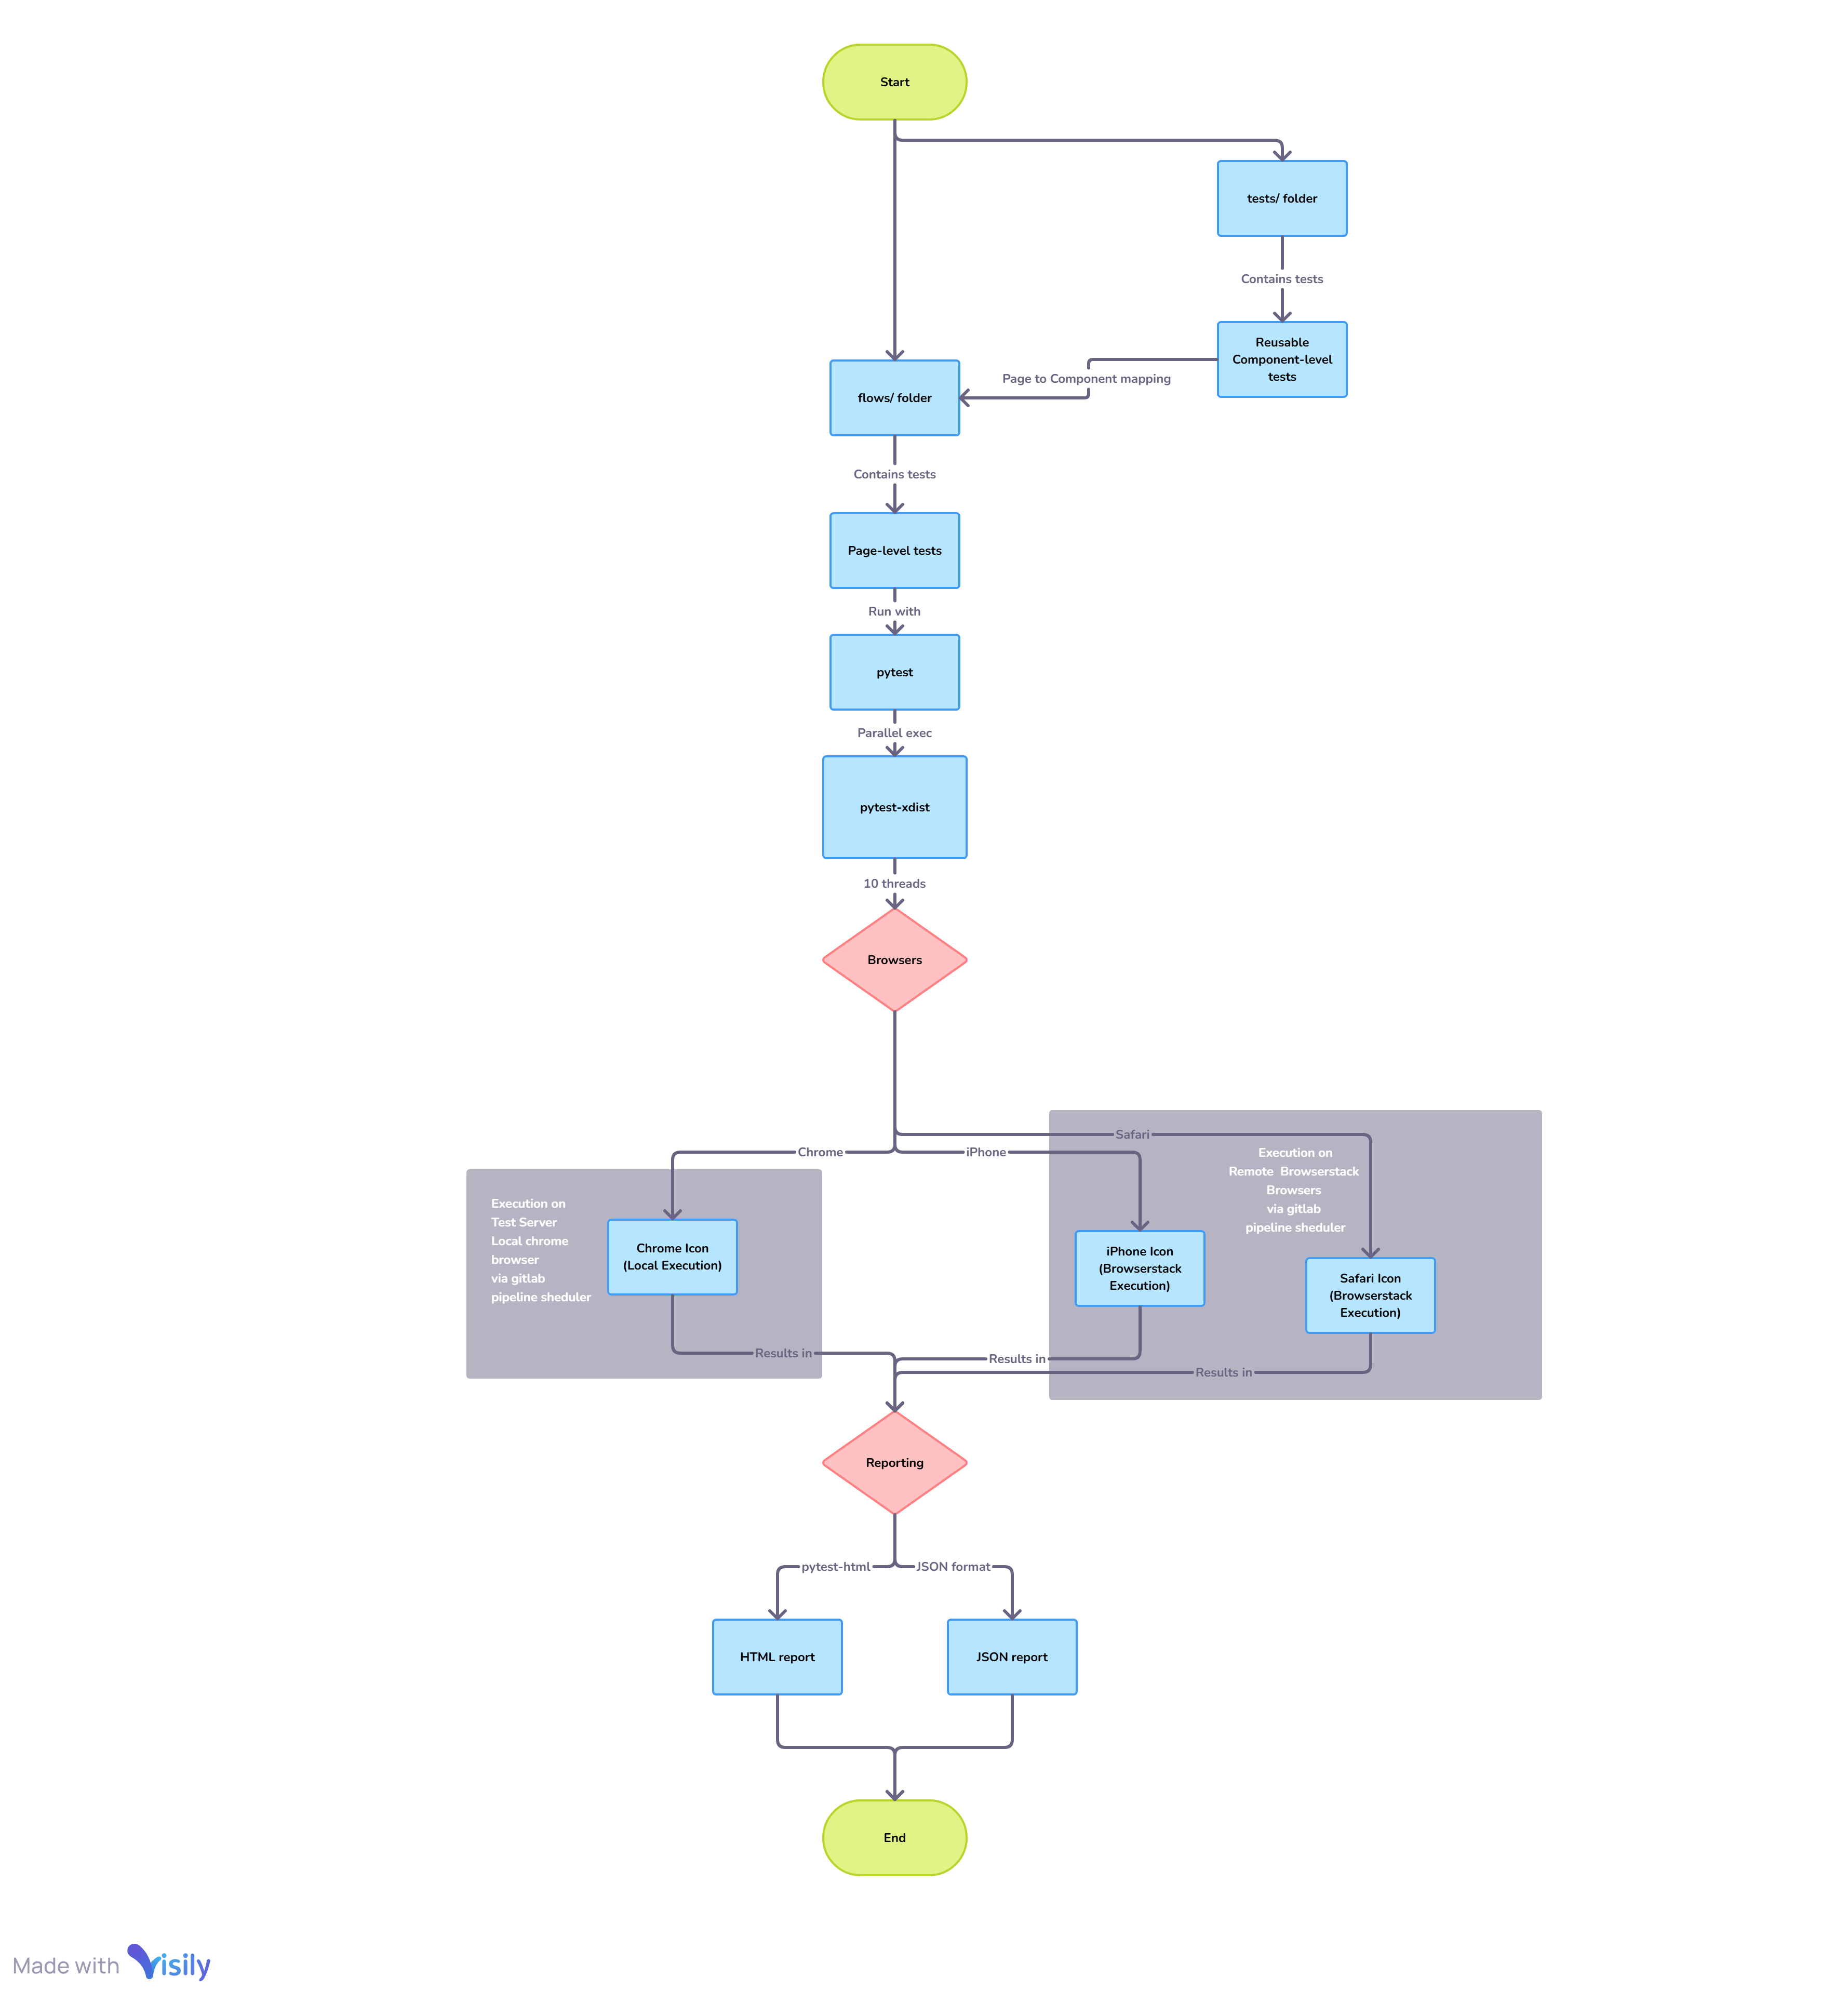 Start
tests/ folder
Contains tests
Reusable
Component-level
tests
Page to Component mapping
flows/ folder
Contains tests
Page-level tests
Run with
pytest
Parallel exec
pytest-xdist
10 threads
Browsers
Safari
Chrome
iPhone
Execution on
Remote  Browserstack
Browsers
via gitlab
pipeline sheduler
Execution on
Test Server
Local chrome
browser
via gitlab
pipeline sheduler
Chrome Icon
(Local Execution)
iPhone Icon
(Browserstack
Execution)
Safari Icon
(Browserstack
Execution)
Results in
Results in
Results in
Reporting
pytest-html
JSON format
HTML report
JSON report
End
Made with Visily